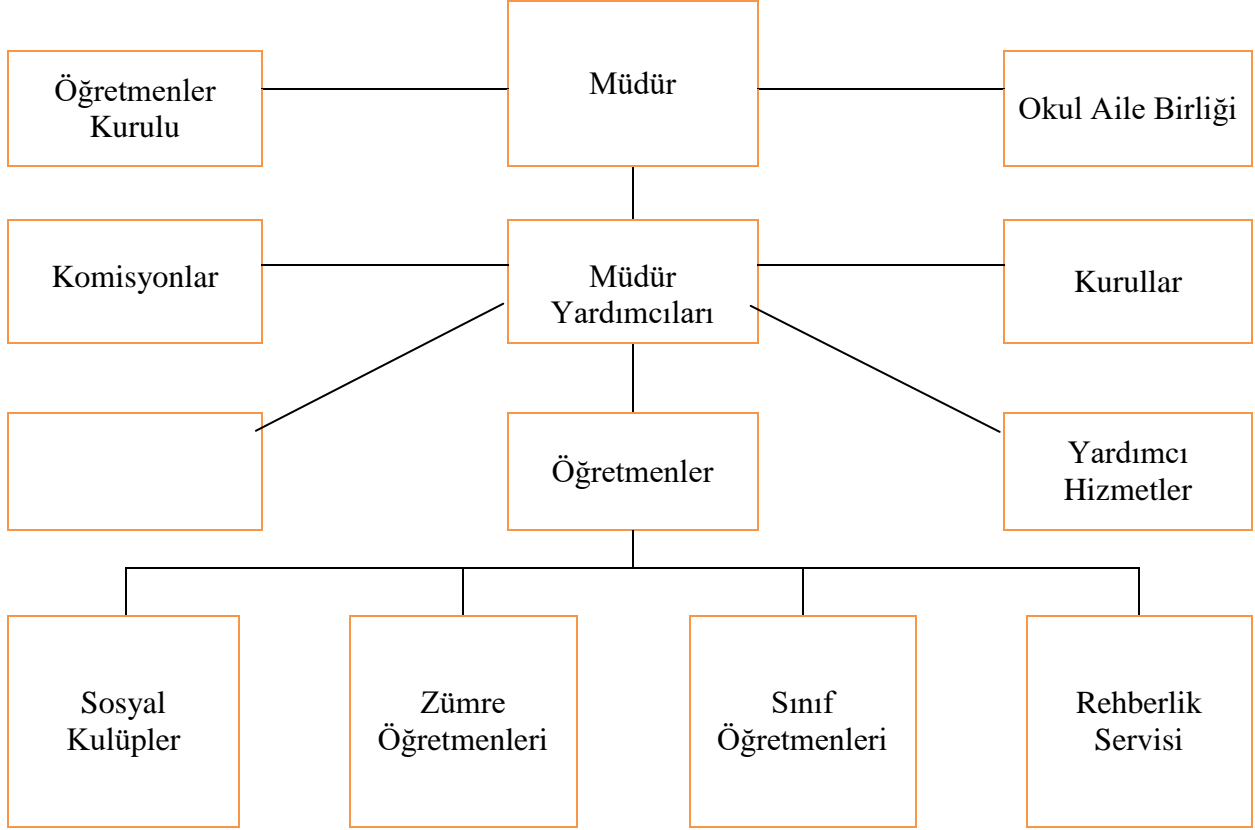 Öğretmenler
Kurulu
Müdür
Okul Aile Birliği
Komisyonlar
Müdür
Yardımcıları
Kurullar
Öğretmenler
Yardımcı
Hizmetler
Sosyal
Kulüpler
Zümre
Öğretmenleri
Sınıf
Öğretmenleri
Rehberlik
Servisi